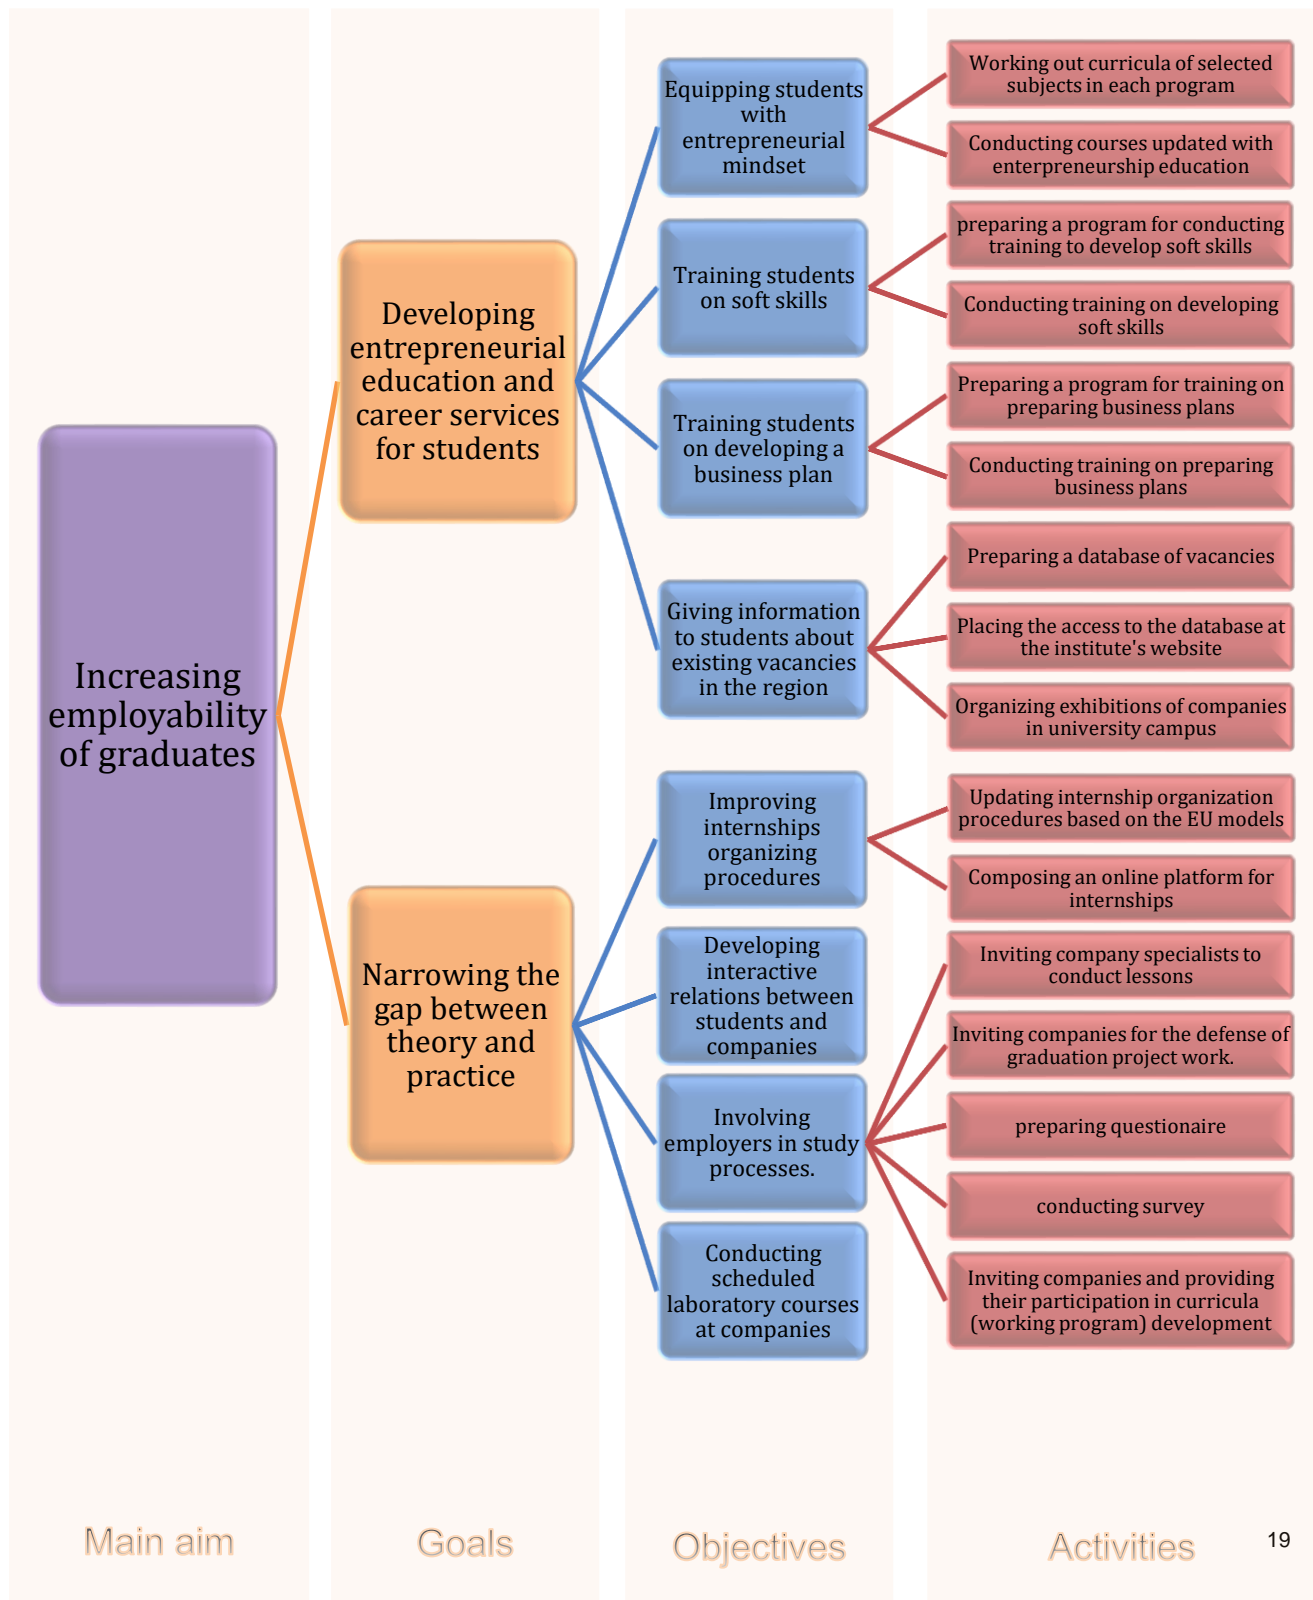 Increasing
employability
of graduates
Developing
entrepreneurial
education and
career services
for students
Narrowing the
gap between
theory and
practice
Equipping students
with
entrepreneurial
mindset
Training students
on soft skills
Training students
on developing a
business plan
Giving information
to students about
existing vacancies
in the region
Improving
internships
organizing
procedures
Developing
interactive
relations between
students and
companies
Involving
employers in study
processes.
Conducting
scheduled
laboratory courses
at companies
Working out curricula of selected
subjects in each program
Conducting courses updated with
enterpreneurship education
preparing a program for conducting
training to develop soft skills
Conducting training on developing
soft skills
Preparing a program for training on
preparing business plans
Conducting training on preparing
business plans
Preparing a database of vacancies
Placing the access to the database at
the institute's website
Organizing exhibitions of companies
in university campus
Updating internship organization
procedures based on the EU models
Composing an online platform for
internships
Inviting company specialists to
conduct lessons
Inviting companies for the defense of
graduation project work.
preparing questionaire
conducting survey
Inviting companies and providing
their participation in curricula
(working program) development
Main aim
Goals
Objectives
Activities
19